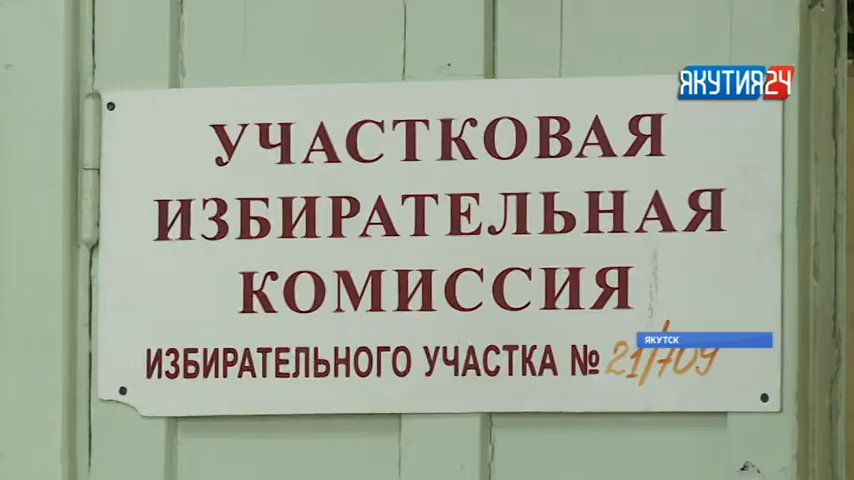 ЯКУТИЯ24
УЧАСТКОВАЯ
ИЗБИРАТЕЛЬНАЯ
КОМИССИЯ
ЯКУТСК
ИЗБИРАТЕЛЬНОГО УЧАСТКА № 21/709